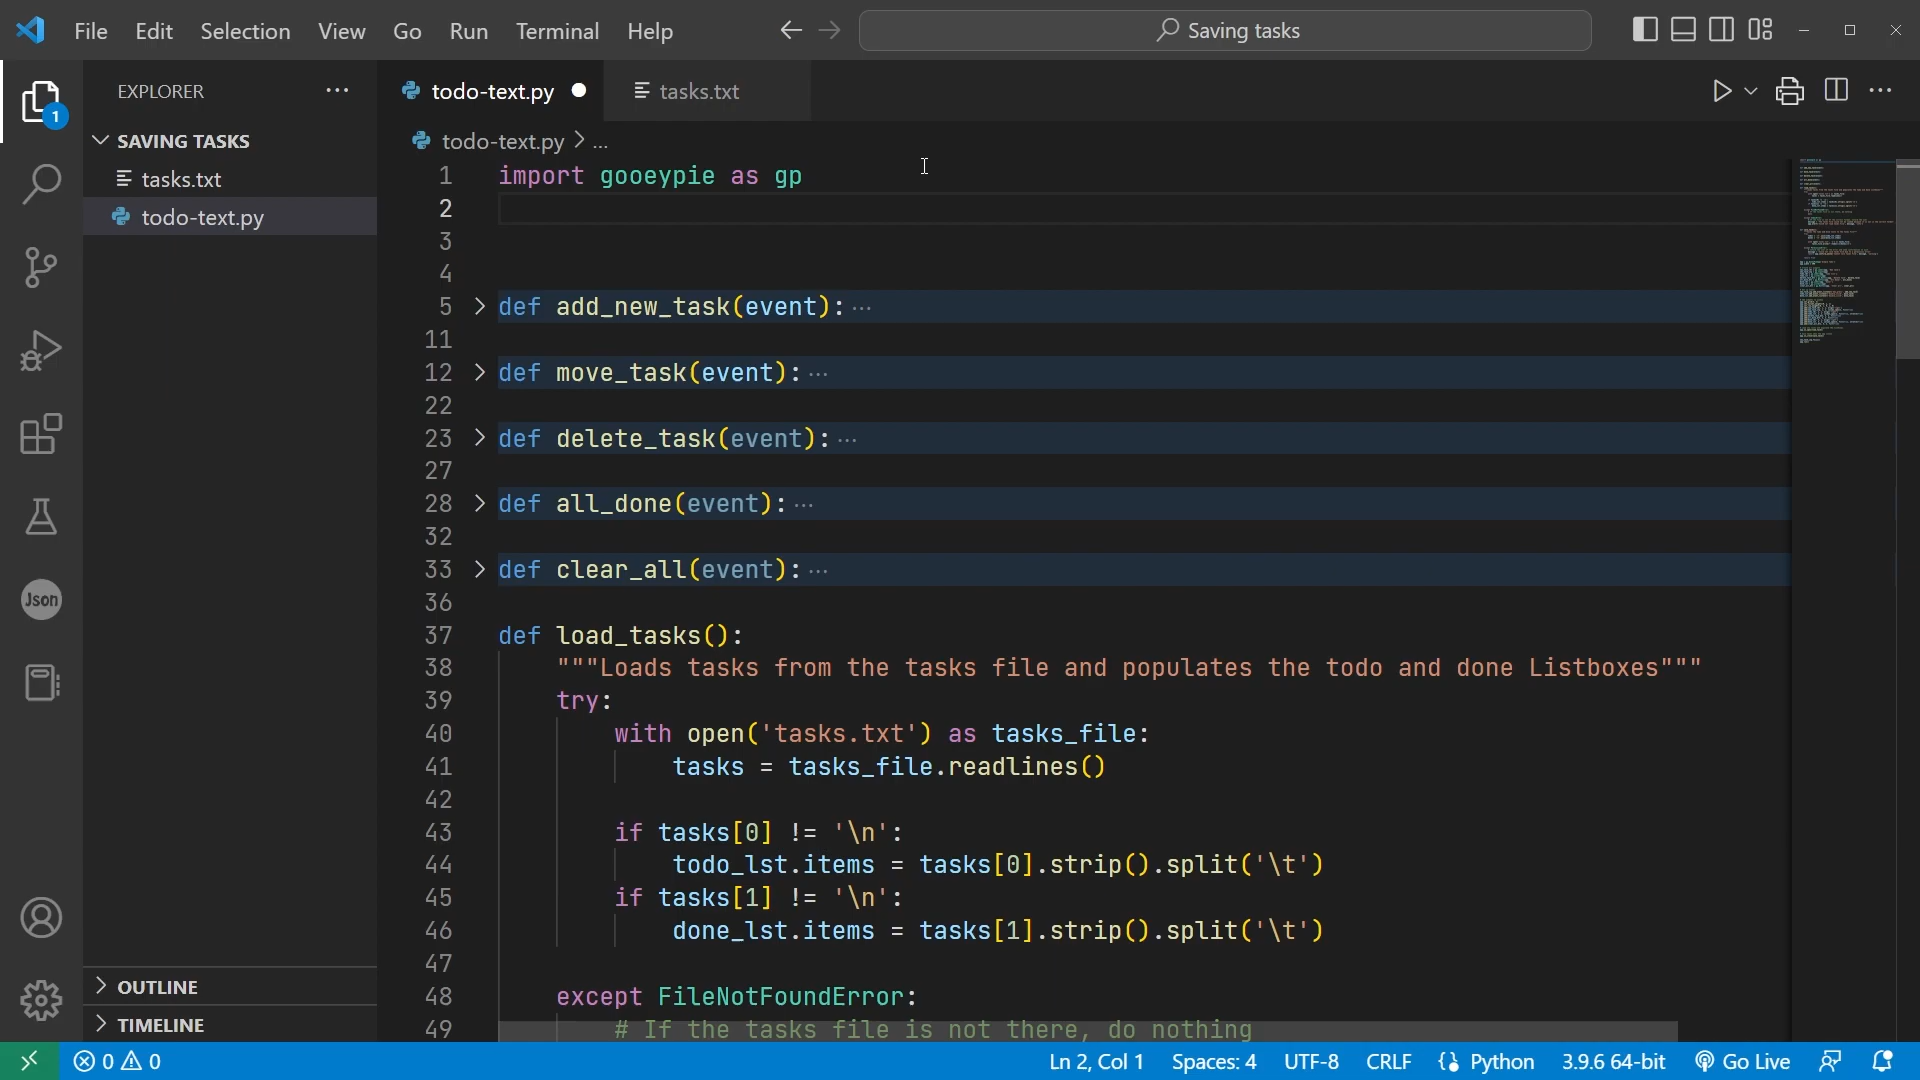 File Edit Selection View Go Run Terminal Help
Saving tasks
EXPLORER
todo-text.py
tasks.txt
1
SAVING TASKS
tasks.txt
todo-text.py
Json
OUTLINE
TIMELINE
todo-text.py > ...
1 import gooeypie as gp
2
3
4
5 def add_new_task(event): ...
11
12 def move_task(event): ...
22
23 def delete_task(event): ...
27
28 def all_done(event): ...
32
33 def clear_all(event): ...
36
37 def load_tasks():
38 """Loads tasks from the tasks file and populates the todo and done Listboxes"""
39 try:
40 with open('tasks.txt') as tasks_file:
41 tasks = tasks_file.readlines()
42
43 if tasks[0] != '\n':
44 todo_lst.items = tasks[0].strip().split('\t')
45 if tasks[1] != '\n':
46 done_lst.items = tasks[1].strip().split('\t')
47
48 except FileNotFoundError:
49 # If the tasks file is not there, do nothing
0 0
Ln 2, Col 1 Spaces: 4 UTF-8 CRLF Python 3.9.6 64-bit Go Live